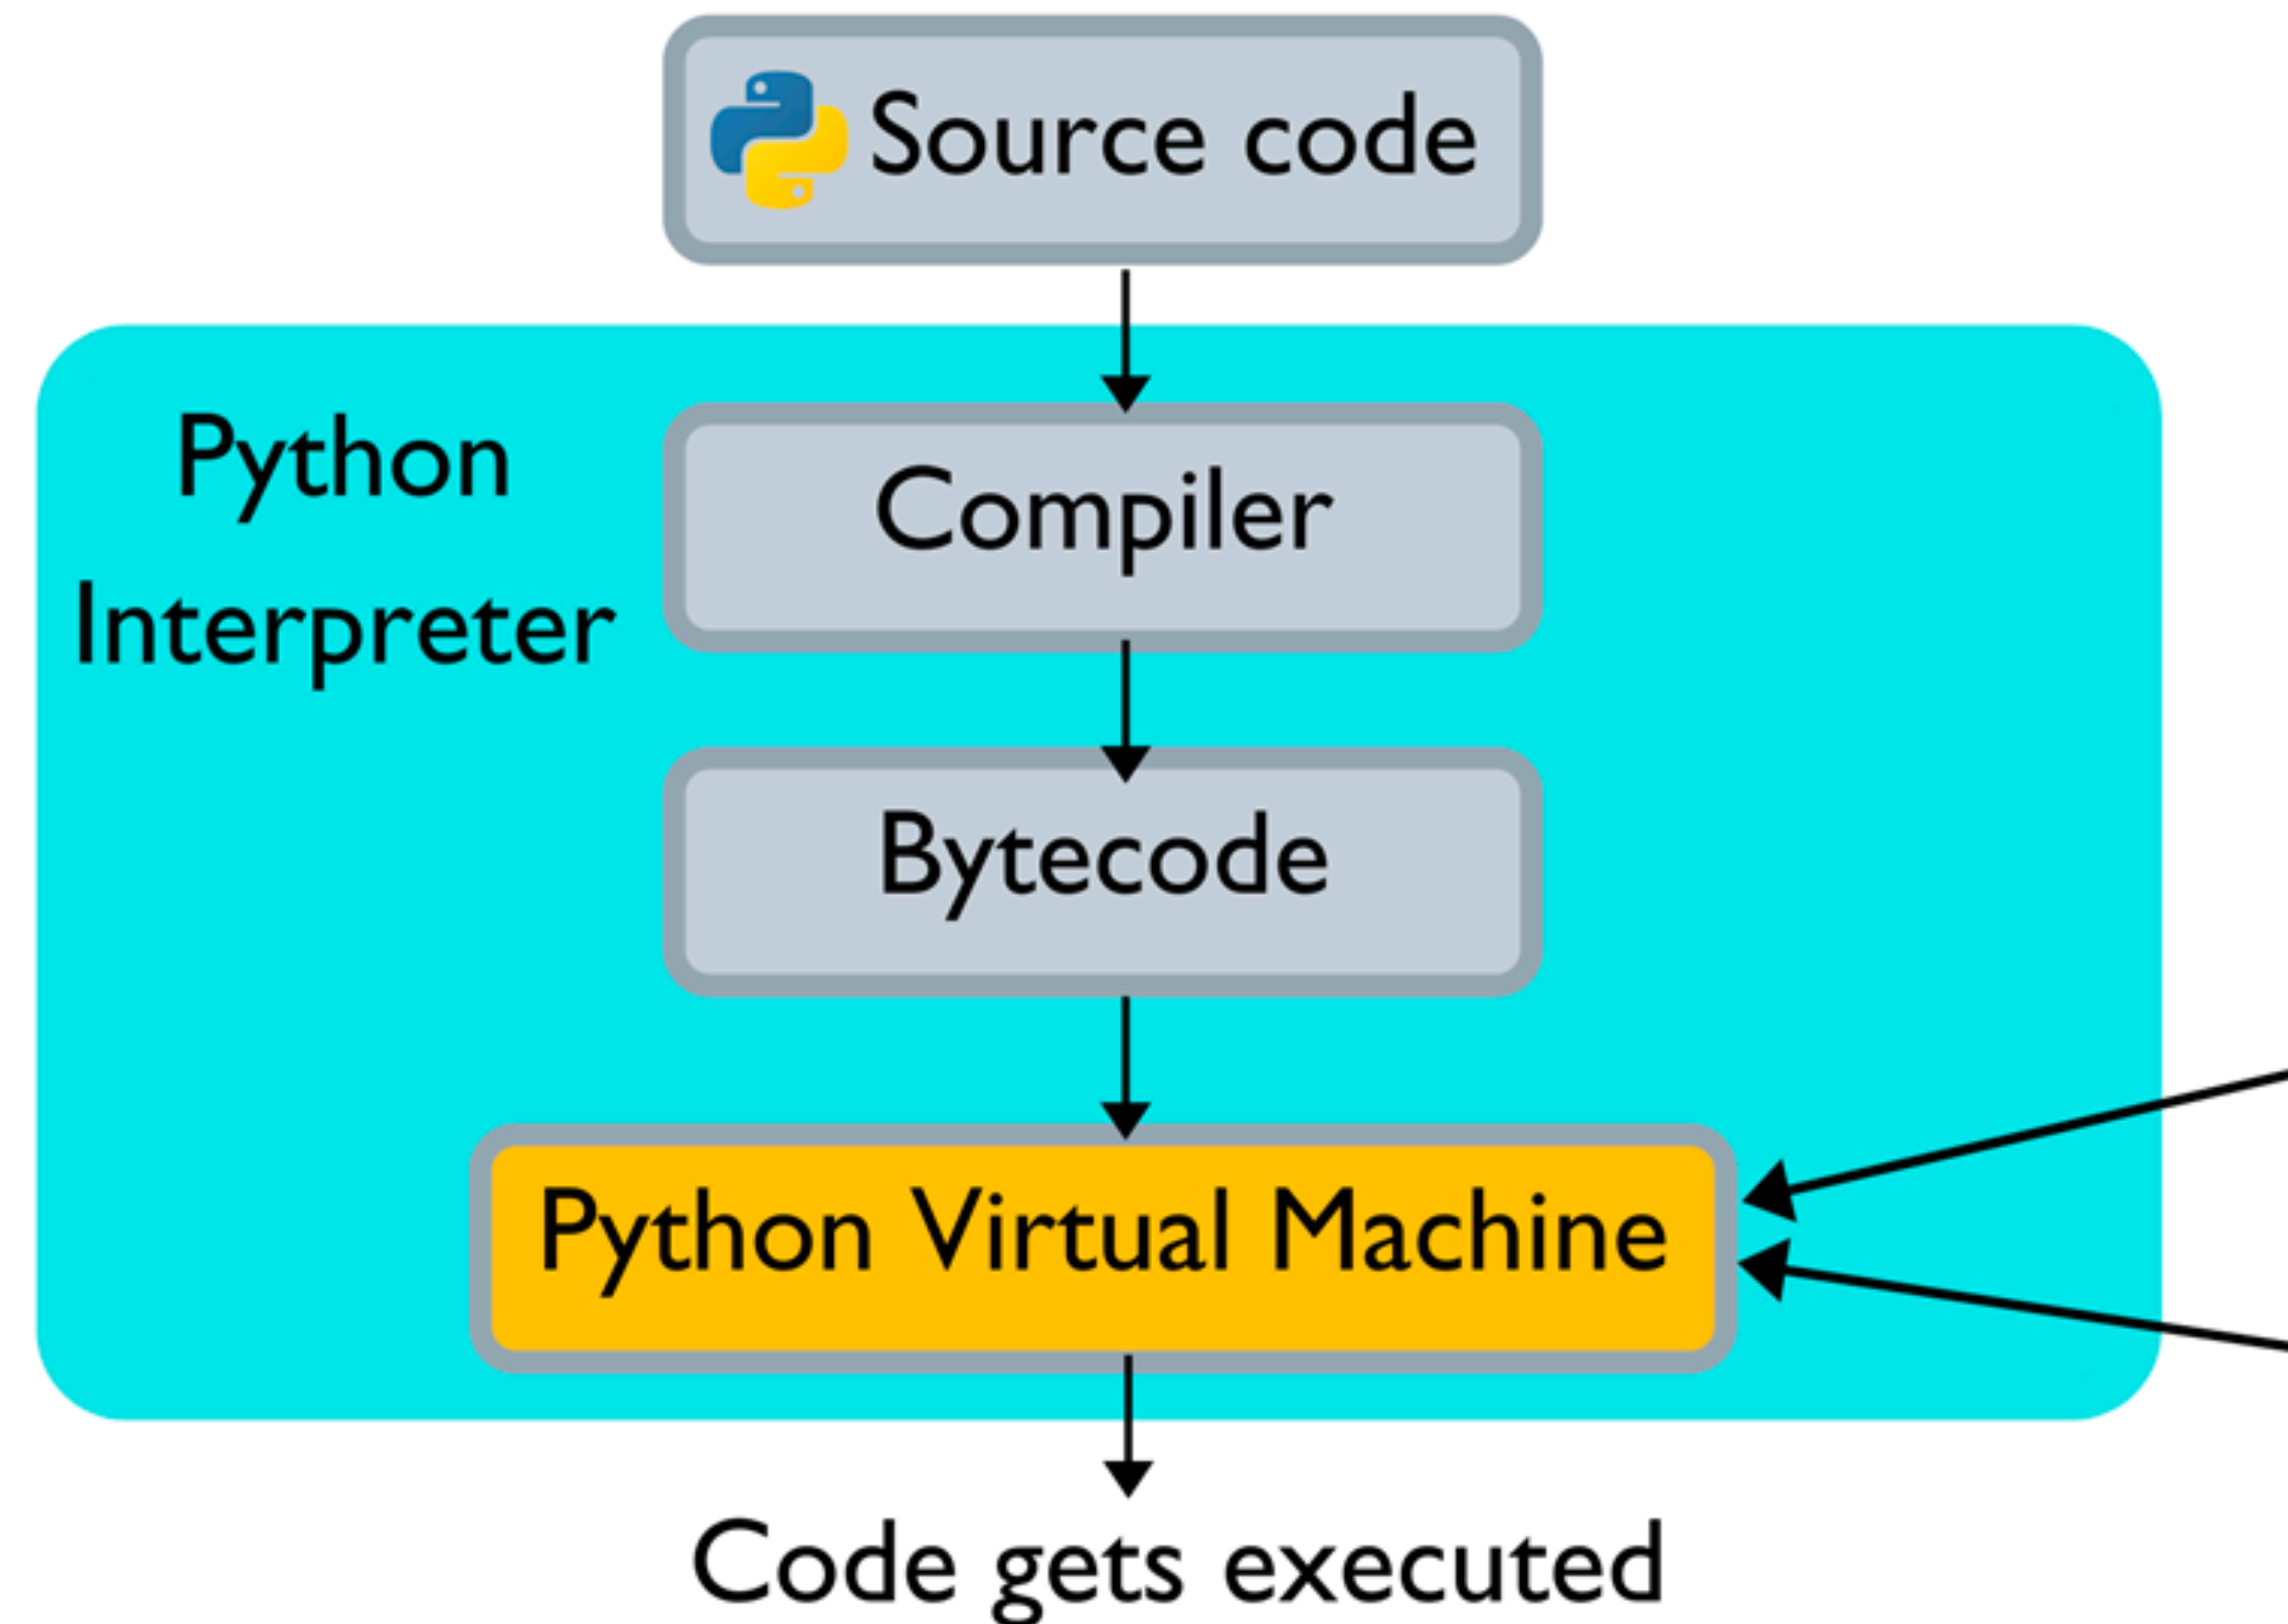 Source code
Python
Interpreter
Compiler
Bytecode
Python Virtual Machine
Code gets executed